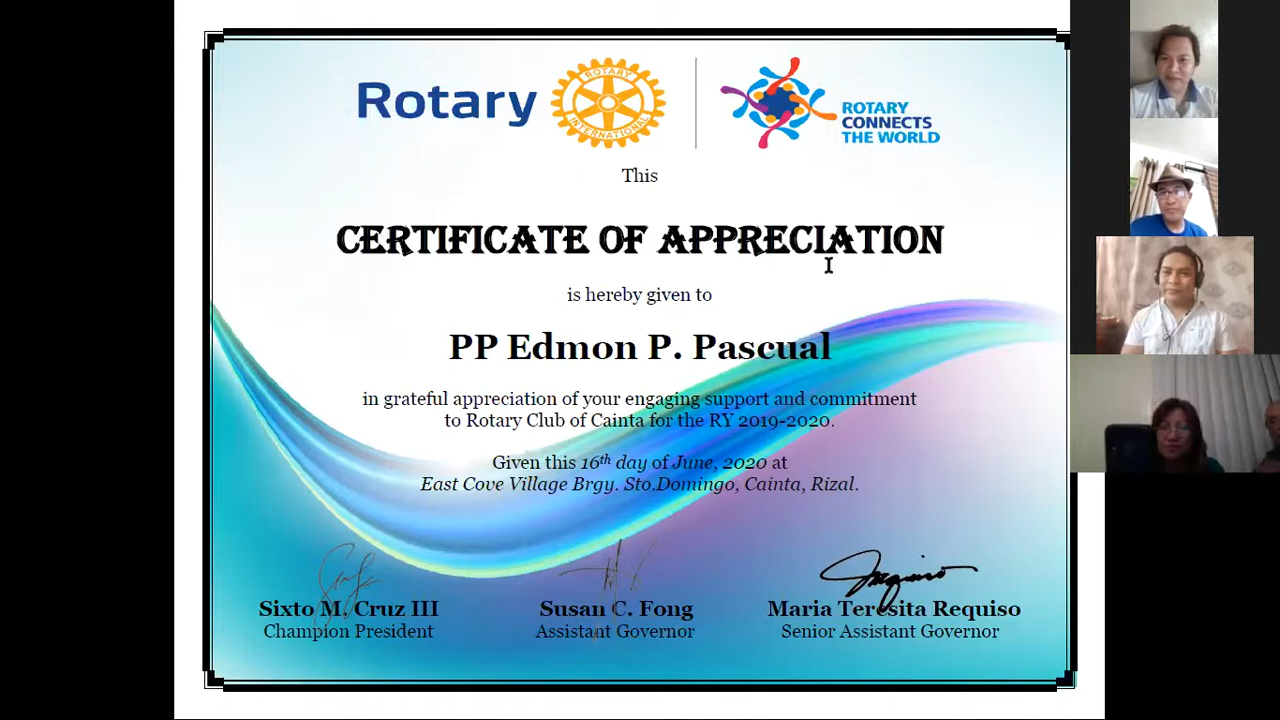 Rotary
ROTARY
INTERNATIONAL
ROTARY
CONNECTS
THE WORLD
This
CERTIFICATE OF APPRECIATION
is hereby given to
PP Edmon P. Pascual
in grateful appreciation of your engaging support and commitment
to Rotary Club of Cainta for the RY 2019-2020.
Given this 16th day of June, 2020 at
East Cove Village Brgy. Sto.Domingo, Cainta, Rizal.
Sixto M. Cruz III
Champion President
Susan C. Fong
Assistant Governor
Maria Teresita Requiso
Senior Assistant Governor